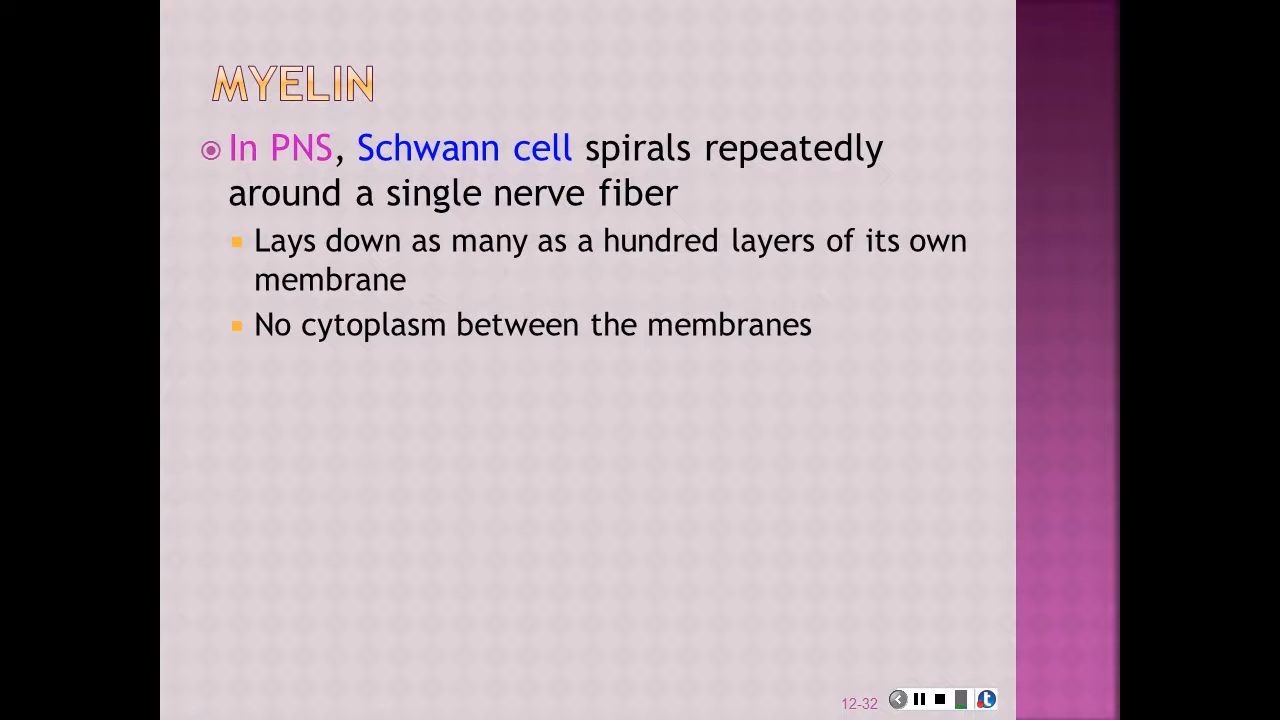 MYELIN
In PNS, Schwann cell spirals repeatedly
around a single nerve fiber
Lays down as many as a hundred layers of its own
membrane
No cytoplasm between the membranes
12-32
t